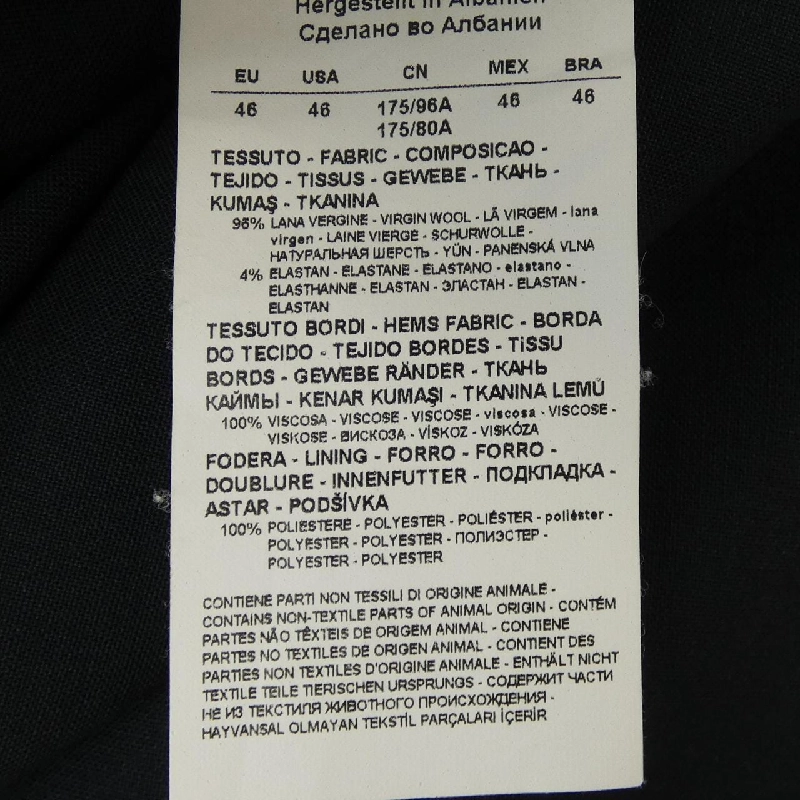 Hergestellt in Albanien
Сделано во Албании
EU USA CN MEX BRA
46 46 175/96A 46 46
175/80A
TESSUTO - FABRIC - COMPOSICAO -
TEJIDO - TISSUS - GEWEBE - ТКАНЬ -
KUMAŞ - TKANINA
96% LANA VERGINE - VIRGIN WOOL - LÃ VIRGEM - lana
virgen - LAINE VIERGE - SCHURWOLLE -
НАТУРАЛЬНАЯ ШЕРСТЬ - YÜN - PANENSKÁ VLNA
4% ELASTAN - ELASTANE - ELASTANO - elastano -
ELASTHANNE - ELASTAN - ЭЛАСТАН - ELASTAN -
ELASTAN
TESSUTO BORDI - HEMS FABRIC - BORDA
DO TECIDO - TEJIDO BORDES - TISSU
BORDS - GEWEBE RÄNDER - ТКАНЬ
КАЙМЫ - KENAR KUMAŞI - TKANINA LEMŮ
100% VISCOSA - VISCOSE - VISCOSE - viscosa - VISCOSE -
VISKOSE - ВИСКОЗА - VİSKOZ - VISKÓZA
FODERA - LINING - FORRO - FORRO -
DOUBLURE - INNENFUTTER - ПОДКЛАДКА -
ASTAR - PODŠÍVKA
100% POLIESTERE - POLYESTER - POLIÉSTER - poliéster -
POLYESTER - POLYESTER - ПОЛИЭСТЕР -
POLYESTER - POLYESTER
CONTIENE PARTI NON TESSILI DI ORIGINE ANIMALE -
CONTAINS NON-TEXTILE PARTS OF ANIMAL ORIGIN - CONTÉM
PARTES NÃO TÊXTEIS DE ORIGEM ANIMAL - CONTIENE
PARTES NO TEXTILES DE ORIGEN ANIMAL - CONTIENT DES
PARTIES NON TEXTILES D'ORIGINE ANIMALE - ENTHÄLT NICHT
TEXTILE TEILE TIERISCHEN URSPRUNGS - СОДЕРЖИТ ЧАСТИ
НЕ ИЗ ТЕКСТИЛЯ ЖИВОТНОГО ПРОИСХОЖДЕНИЯ -
HAYVANSAL OLMAYAN TEKSTİL PARÇALARI İÇERİR